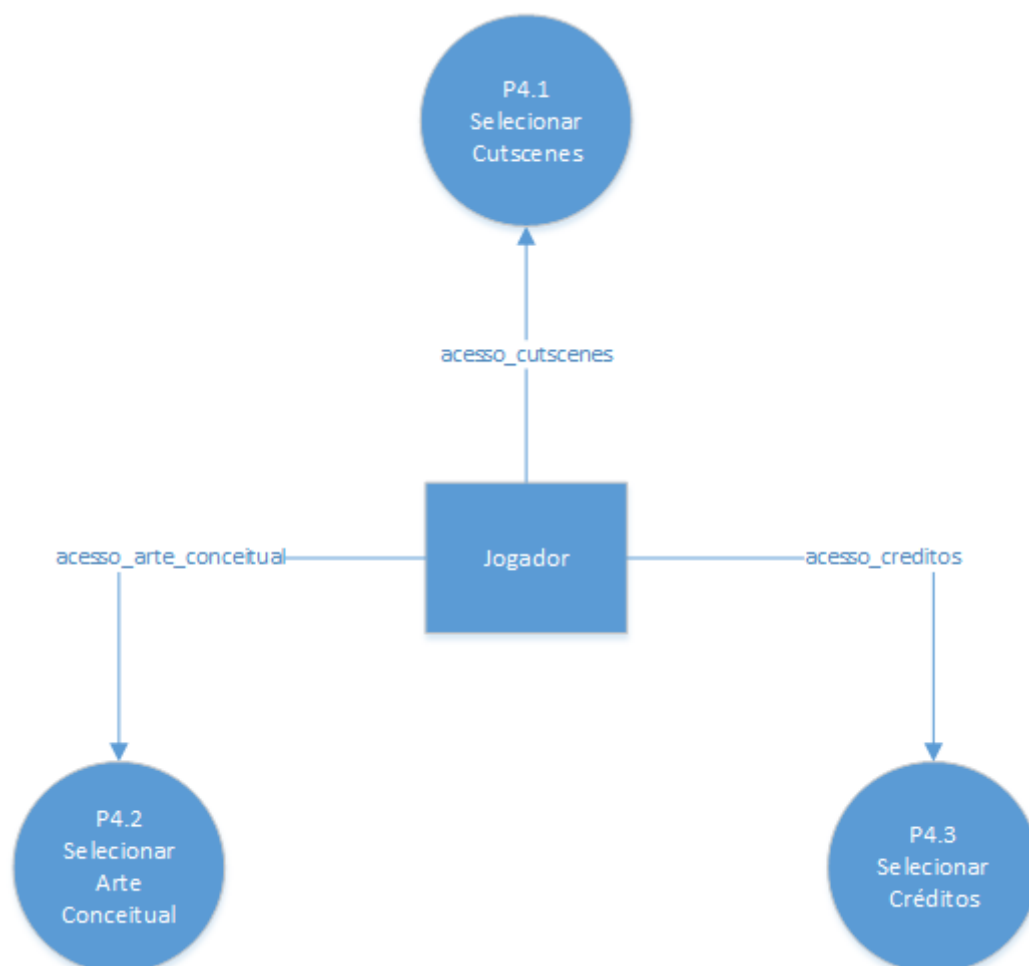 P4.1
Selecionar
Cutscenes
acesso_cutscenes
acesso_arte_conceitual
Jogador
acesso_creditos
P4.2
Selecionar
Arte
Conceitual
P4.3
Selecionar
Créditos